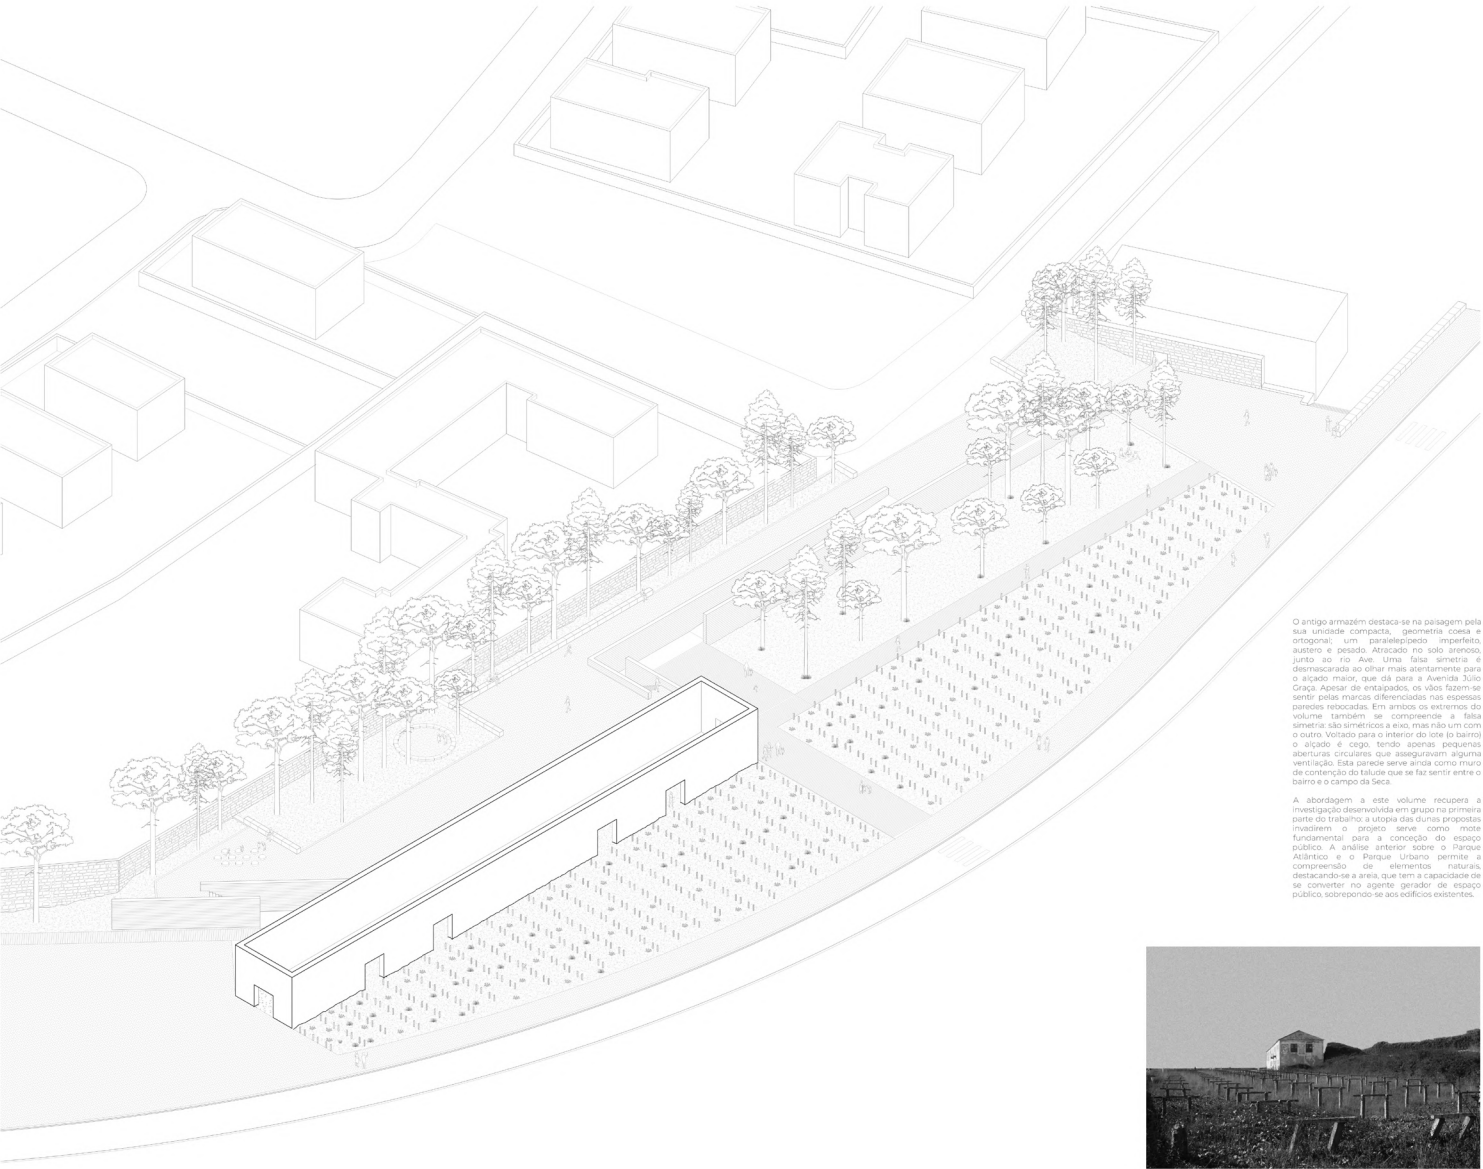 O antigo armazém destaca-se na paisagem pela
sua unidade compacta, geometria coesa e
ortogonal; um paralelepípedo imperfeito,
austero e pesado. Atracado no solo arenoso,
junto ao rio Ave. Uma falsa simetria é
desmascarada ao olhar mais atentamente para
o alçado maior, que dá para a Avenida Júlio
Graça. Apesar de entaipados, os vãos fazem-se
sentir pelas marcas diferenciadas nas espessas
paredes rebocadas. Em ambos os extremos do
volume também se compreende a falsa
simetria: são simétricos a eixo, mas não um com
o outro. Voltado para o interior do lote (o bairro)
o alçado é cego, tendo apenas pequenas
aberturas circulares que asseguravam alguma
ventilação. Esta parede serve ainda como muro
de contenção do talude que se faz sentir entre o
bairro e o campo da Seca.
A abordagem a este volume recupera a
investigação desenvolvida em grupo na primeira
parte do trabalho: a utopia das dunas propostas
invadirem o projeto serve como mote
fundamental para a conceção do espaço
público. A análise anterior sobre o Parque
Atlântico e o Parque Urbano permite a
compreensão de elementos naturais,
destacando-se a areia, que tem a capacidade de
se converter no agente gerador de espaço
público, sobrepondo-se aos edifícios existentes.